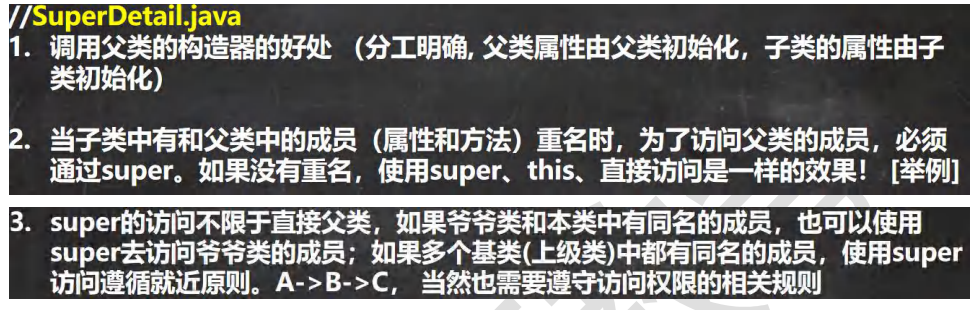 //SuperDetail.java
1. 调用父类的构造器的好处 （分工明确, 父类属性由父类初始化，子类的属性由子
类初始化）
2. 当子类中有和父类中的成员（属性和方法）重名时，为了访问父类的成员，必须
通过super。如果没有重名，使用super、this、直接访问是一样的效果！ [举例]
3. super的访问不限于直接父类，如果爷爷类和本类中有同名的成员，也可以使用
super去访问爷爷类的成员；如果多个基类(上级类)中都有同名的成员，使用super
访问遵循就近原则。A->B->C， 当然也需要遵守访问权限的相关规则